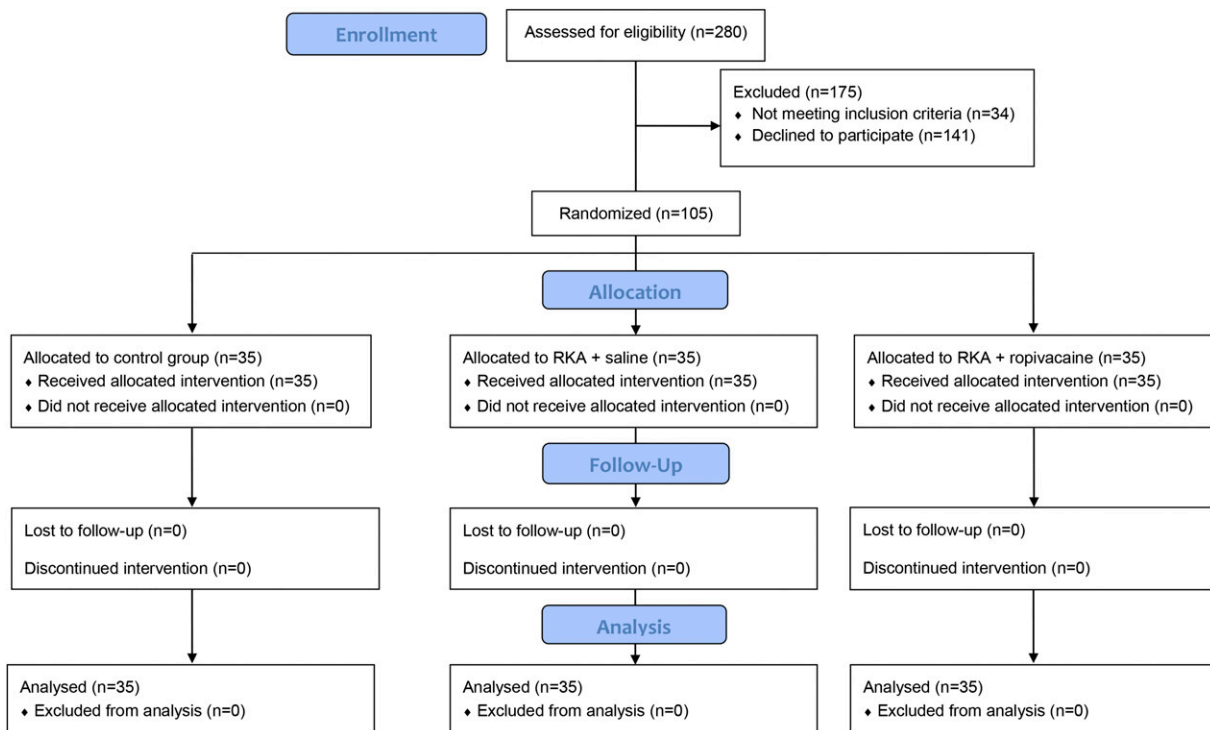 Enrollment
Assessed for eligibility (n=280)
Excluded (n=175)
♦ Not meeting inclusion criteria (n=34)
♦ Declined to participate (n=141)
Randomized (n=105)
Allocation
Allocated to control group (n=35)
♦ Received allocated intervention (n=35)
♦ Did not receive allocated intervention (n=0)
Allocated to RKA + saline (n=35)
♦ Received allocated intervention (n=35)
♦ Did not receive allocated intervention (n=0)
Allocated to RKA + ropivacaine (n=35)
♦ Received allocated intervention (n=35)
♦ Did not receive allocated intervention (n=0)
Follow-Up
Lost to follow-up (n=0)
Discontinued intervention (n=0)
Lost to follow-up (n=0)
Discontinued intervention (n=0)
Lost to follow-up (n=0)
Discontinued intervention (n=0)
Analysis
Analysed (n=35)
♦ Excluded from analysis (n=0)
Analysed (n=35)
♦ Excluded from analysis (n=0)
Analysed (n=35)
♦ Excluded from analysis (n=0)